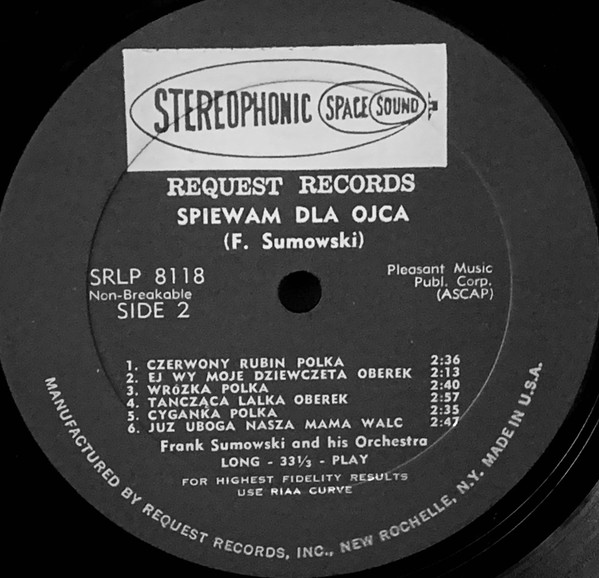 STEREOPHONIC SPACE SOUND
REQUEST RECORDS
SPIEWAM DLA OJCA
(F. Sumowski)
SRLP 8118
Non-Breakable
SIDE 2
Pleasant Music
Publ. Corp.
(ASCAP)
1. CZERWONY RUBIN POLKA 2:36
2. EJ WY MOJE DZIEWCZETA OBEREK 2:13
3. WRÓZKA POLKA 2:40
4. TANCZĄCA LALKA OBEREK 2:57
5. CYGANKA POLKA 2:35
6. JUZ UBOGA NASZA MAMA WALC 2:47
Frank Sumowski and his Orchestra
LONG - 33⅓ - PLAY
FOR HIGHEST FIDELITY RESULTS
USE RIAA CURVE
MANUFACTURED BY REQUEST RECORDS, INC., NEW ROCHELLE, N.Y. MADE IN U.S.A.